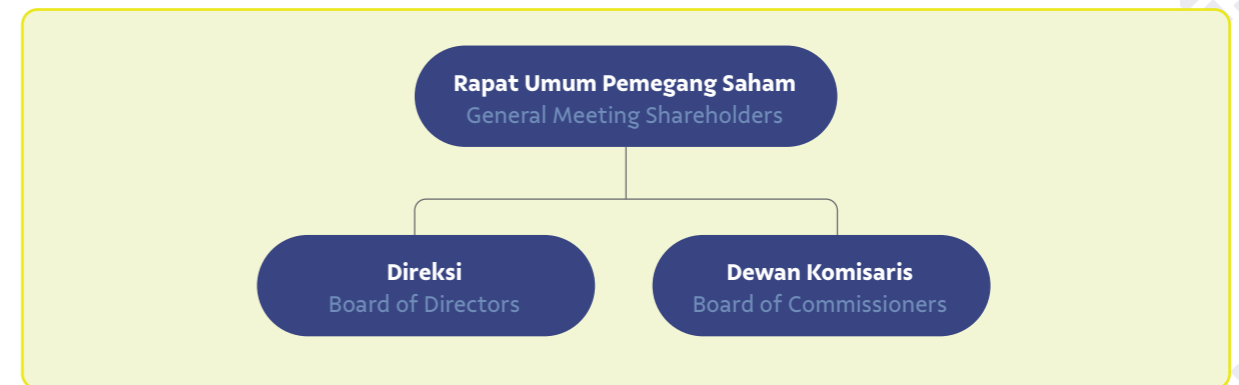 Rapat Umum Pemegang Saham
General Meeting Shareholders
Direksi
Board of Directors
Dewan Komisaris
Board of Commissioners